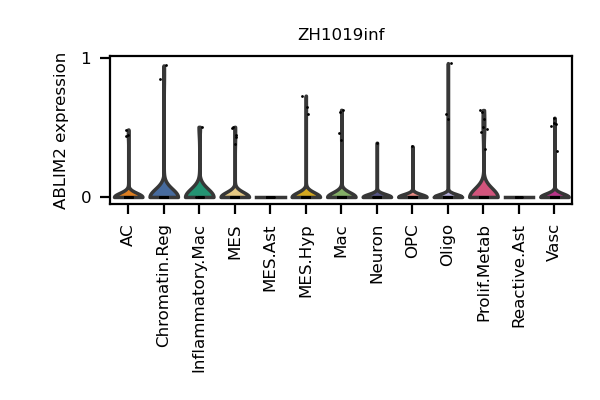 ZH1019inf
ABLIM2 expression
1
0
AC
Chromatin.Reg
Inflammatory.Mac
MES
MES.Ast
MES.Hyp
Mac
Neuron
OPC
Oligo
Prolif.Metab
Reactive.Ast
Vasc